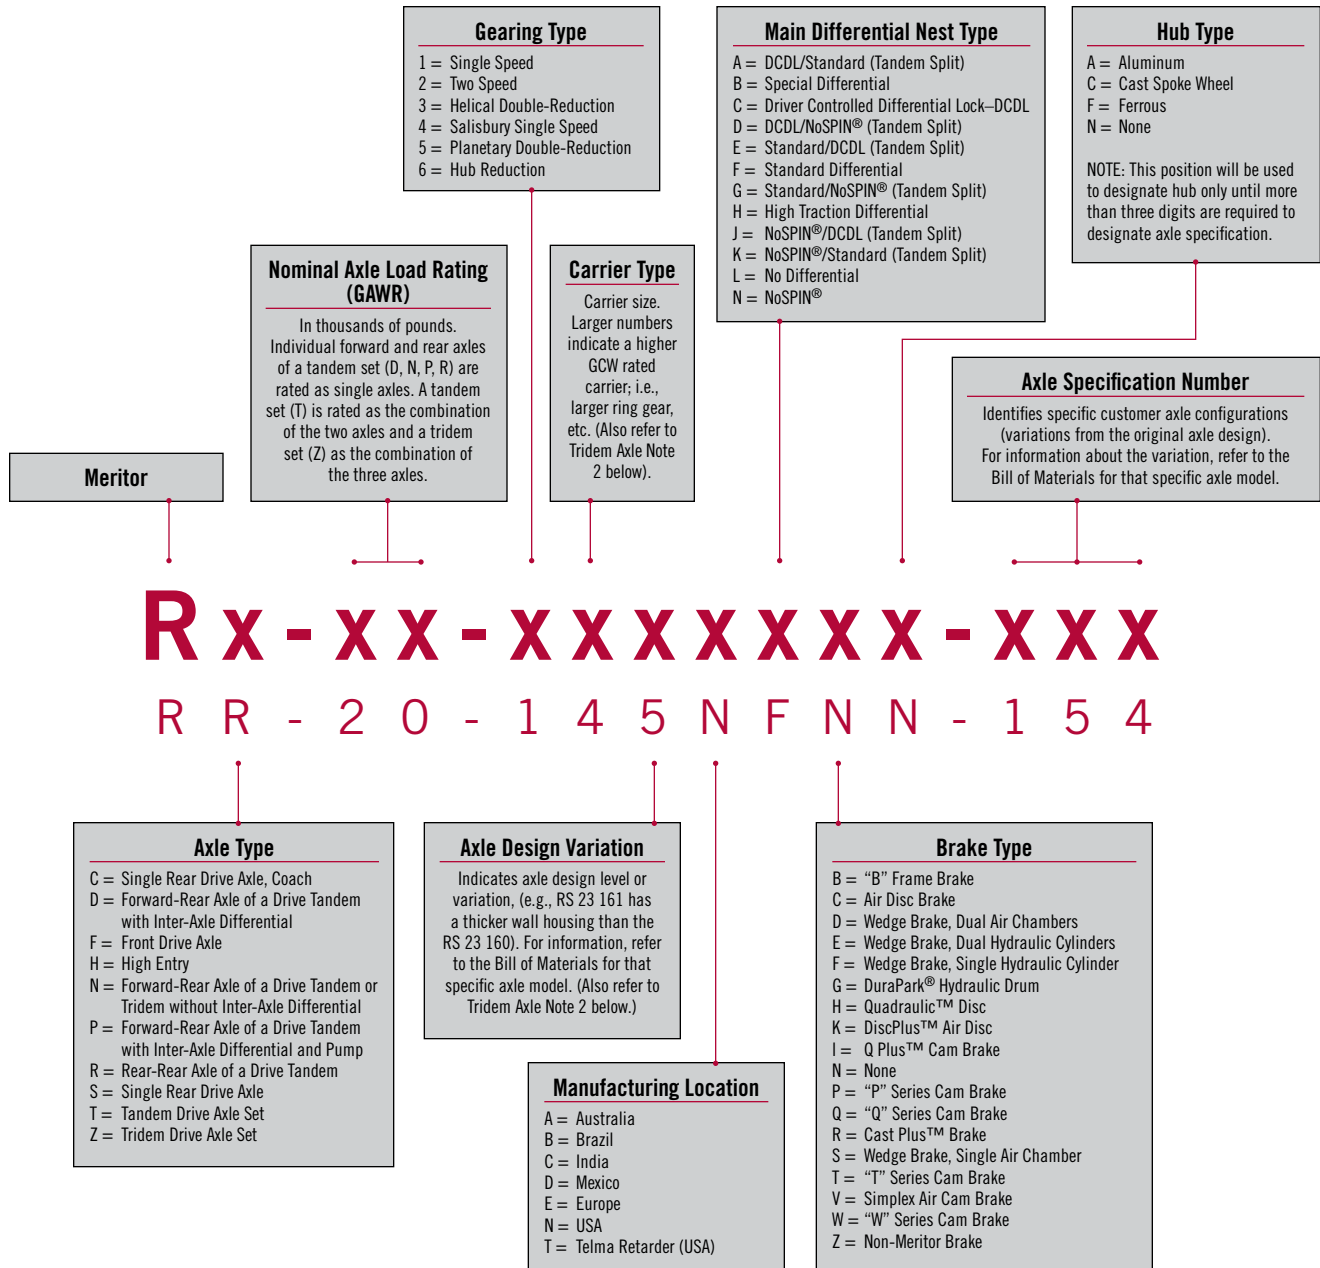 Gearing Type
1 = Single Speed
2 = Two Speed
3 = Helical Double-Reduction
4 = Salisbury Single Speed
5 = Planetary Double-Reduction
6 = Hub Reduction
Main Differential Nest Type
A = DCDL/Standard (Tandem Split)
B = Special Differential
C = Driver Controlled Differential Lock–DCDL
D = DCDL/NoSPIN® (Tandem Split)
E = Standard/DCDL (Tandem Split)
F = Standard Differential
G = Standard/NoSPIN® (Tandem Split)
H = High Traction Differential
J = NoSPIN®/DCDL (Tandem Split)
K = NoSPIN®/Standard (Tandem Split)
L = No Differential
N = NoSPIN®
Hub Type
A = Aluminum
C = Cast Spoke Wheel
F = Ferrous
N = None
NOTE: This position will be used
to designate hub only until more
than three digits are required to
designate axle specification.
Nominal Axle Load Rating
(GAWR)
In thousands of pounds.
Individual forward and rear axles
of a tandem set (D, N, P, R) are
rated as single axles. A tandem
set (T) is rated as the combination
of the two axles and a tridem
set (Z) as the combination of
the three axles.
Carrier Type
Carrier size.
Larger numbers
indicate a higher
GCW rated
carrier; i.e.,
larger ring gear,
etc. (Also refer to
Tridem Axle Note
2 below).
Axle Specification Number
Identifies specific customer axle configurations
(variations from the original axle design).
For information about the variation, refer to the
Bill of Materials for that specific axle model.
Meritor
R x - x x - x x x x x x x - x x x
R R - 2 0 - 1 4 5 N F N N - 1 5 4
Axle Type
C = Single Rear Drive Axle, Coach
D = Forward-Rear Axle of a Drive Tandem
with Inter-Axle Differential
F = Front Drive Axle
H = High Entry
N = Forward-Rear Axle of a Drive Tandem or
Tridem without Inter-Axle Differential
P = Forward-Rear Axle of a Drive Tandem
with Inter-Axle Differential and Pump
R = Rear-Rear Axle of a Drive Tandem
S = Single Rear Drive Axle
T = Tandem Drive Axle Set
Z = Tridem Drive Axle Set
Axle Design Variation
Indicates axle design level or
variation, (e.g., RS 23 161 has
a thicker wall housing than the
RS 23 160). For information, refer
to the Bill of Materials for that
specific axle model. (Also refer to
Tridem Axle Note 2 below.)
Manufacturing Location
A = Australia
B = Brazil
C = India
D = Mexico
E = Europe
N = USA
T = Telma Retarder (USA)
Brake Type
B = “B” Frame Brake
C = Air Disc Brake
D = Wedge Brake, Dual Air Chambers
E = Wedge Brake, Dual Hydraulic Cylinders
F = Wedge Brake, Single Hydraulic Cylinder
G = DuraPark® Hydraulic Drum
H = Quadraulic™ Disc
K = DiscPlus™ Air Disc
I = Q Plus™ Cam Brake
N = None
P = “P” Series Cam Brake
Q = “Q” Series Cam Brake
R = Cast Plus™ Brake
S = Wedge Brake, Single Air Chamber
T = “T” Series Cam Brake
V = Simplex Air Cam Brake
W = “W” Series Cam Brake
Z = Non-Meritor Brake